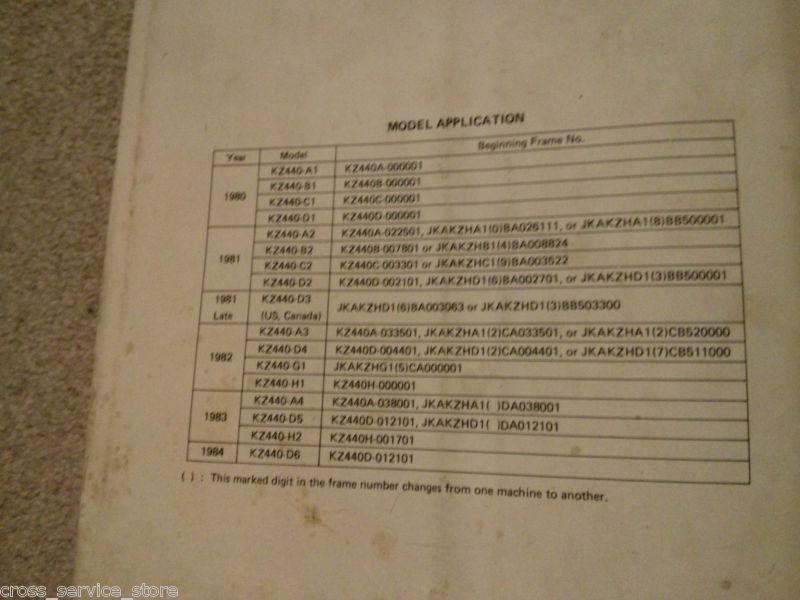 MODEL APPLICATION
Year Model Beginning Frame No.
1980 KZ440-A1 KZ440A-000001
KZ440-B1 KZ440B-000001
KZ440-C1 KZ440C-000001
KZ440-D1 KZ440D-000001
1981 KZ440-A2 KZ440A-022501, JKAKZHA1(0)BA026111, or JKAKZHA1(8)BB500001
KZ440-B2 KZ440B-007801 or JKAKZHB1(4)BA008824
KZ440-C2 KZ440C-003301 or JKAKZHC1(9)BA003522
KZ440-D2 KZ440D-002101, JKAKZHD1(6)BA002701, or JKAKZHD1(3)BB500001
1981 Late KZ440-D3 (US, Canada) JKAKZHD1(6)BA003063 or JKAKZHD1(3)BB503300
1982 KZ440-A3 KZ440A-033501, JKAKZHA1(2)CA033501, or JKAKZHA1(2)CB520000
KZ440-D4 KZ440D-004401, JKAKZHD1(2)CA004401, or JKAKZHD1(7)CB511000
KZ440-G1 JKAKZHG1(5)CA000001
KZ440-H1 KZ440H-000001
1983 KZ440-A4 KZ440A-038001, JKAKZHA1( )DA038001
KZ440-D5 KZ440D-012101, JKAKZHD1( )DA012101
KZ440-H2 KZ440H-001701
1984 KZ440-D6 KZ440D-012101
( ) : This marked digit in the frame number changes from one machine to another.
cross_service_store